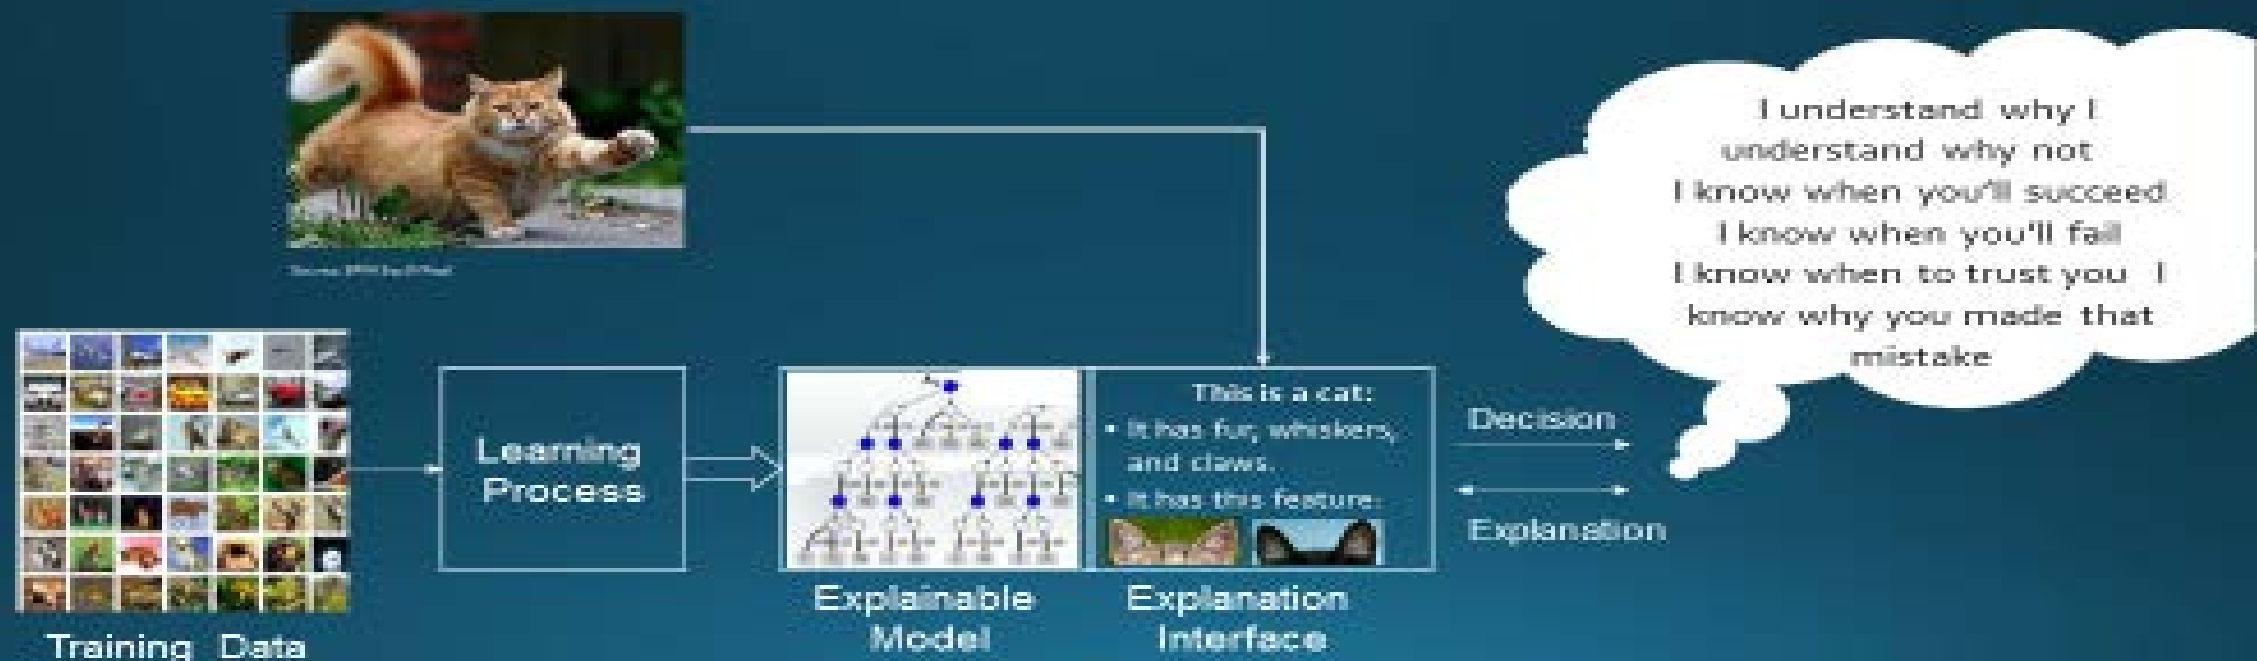 I understand why I
understand why not
I know when you'll succeed
I know when you'll fail
I know when to trust you I
know why you made that
mistake
Learning
Process
This is a cat:
• It has fur, whiskers,
and claws.
• It has this feature:
Decision
Explanation
Training Data
Explainable
Model
Explanation
Interface